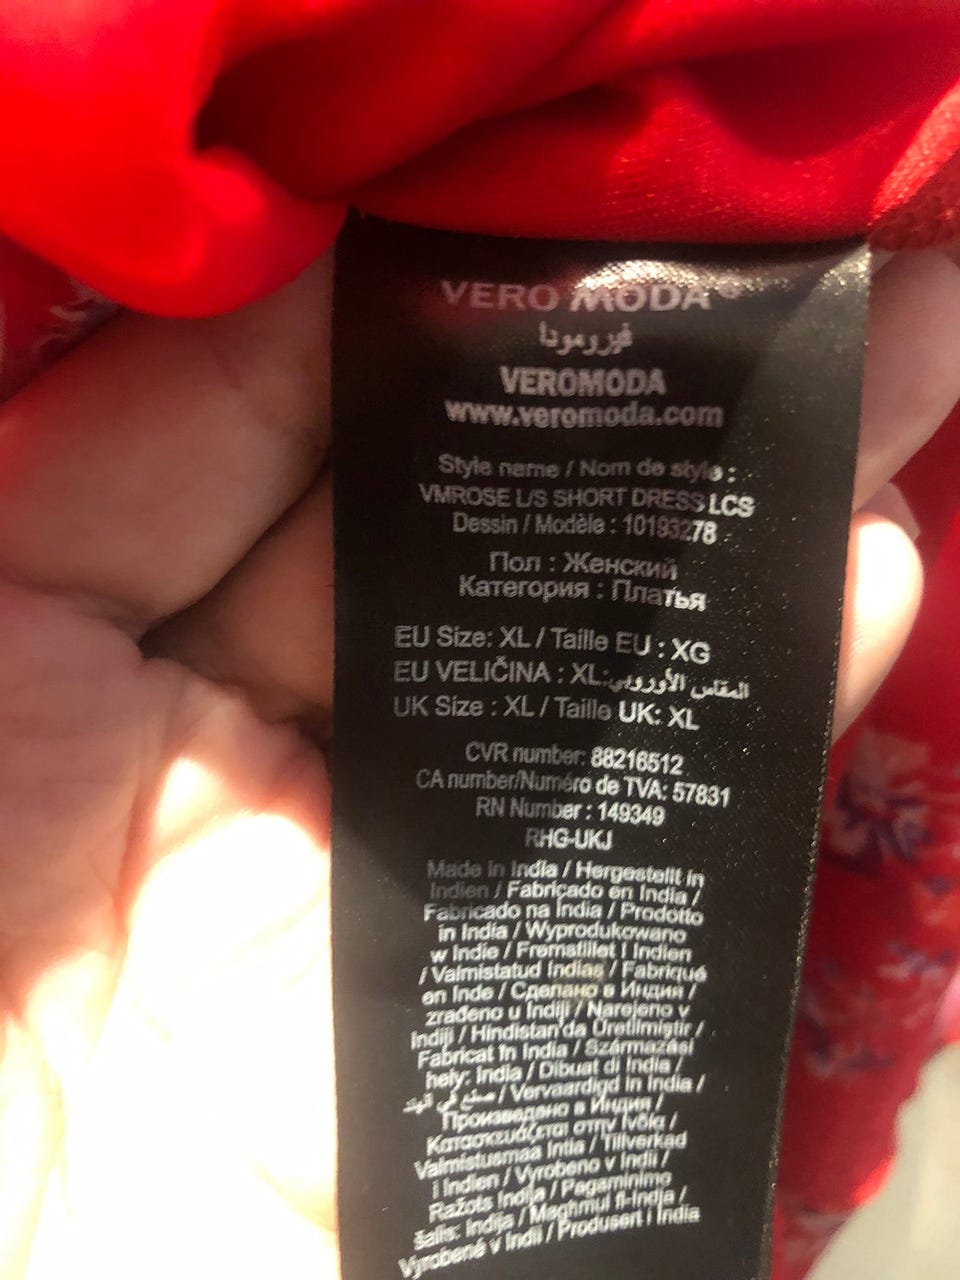 VERO MODA®
فيرومودا
VEROMODA
www.veromoda.com
Style name / Nom de style :
VMROSE L/S SHORT DRESS LCS
Dessin / Modèle : 10193278
Пол : Женский
Категория : Платья
EU Size: XL / Taille EU : XG
EU VELIČINA : XL:المقاس الأوروبي
UK Size : XL / Taille UK: XL
CVR number: 88216512
CA number/Numéro de TVA: 57831
RN Number : 149349
RHG-UKJ
Made in India / Hergestellt in
Indien / Fabricado en India /
Fabricado na Índia / Prodotto
in India / Wyprodukowano
w Indie / Fremstillet i Indien
/ Valmistatud Indias / Fabriqué
en Inde / Сделано в Индия /
zrađeno u Indiji / Narejeno v
Indiji / Hindistan'da Üretilmiştir /
Fabricat în India / Származási
hely: India / Dibuat di India /
صنع في الهند / Vervaardigd in India /
Произведено в Индия /
Κατασκευάζεται στην Ινδία /
Valmistusmaa Intia / Tillverkad
i Indien / Vyrobeno v Indii /
Ražots Indijā / Pagaminimo
šalis: Indija / Magħmul fl-Indja /
Vyrobené v Indii / Produsert i India